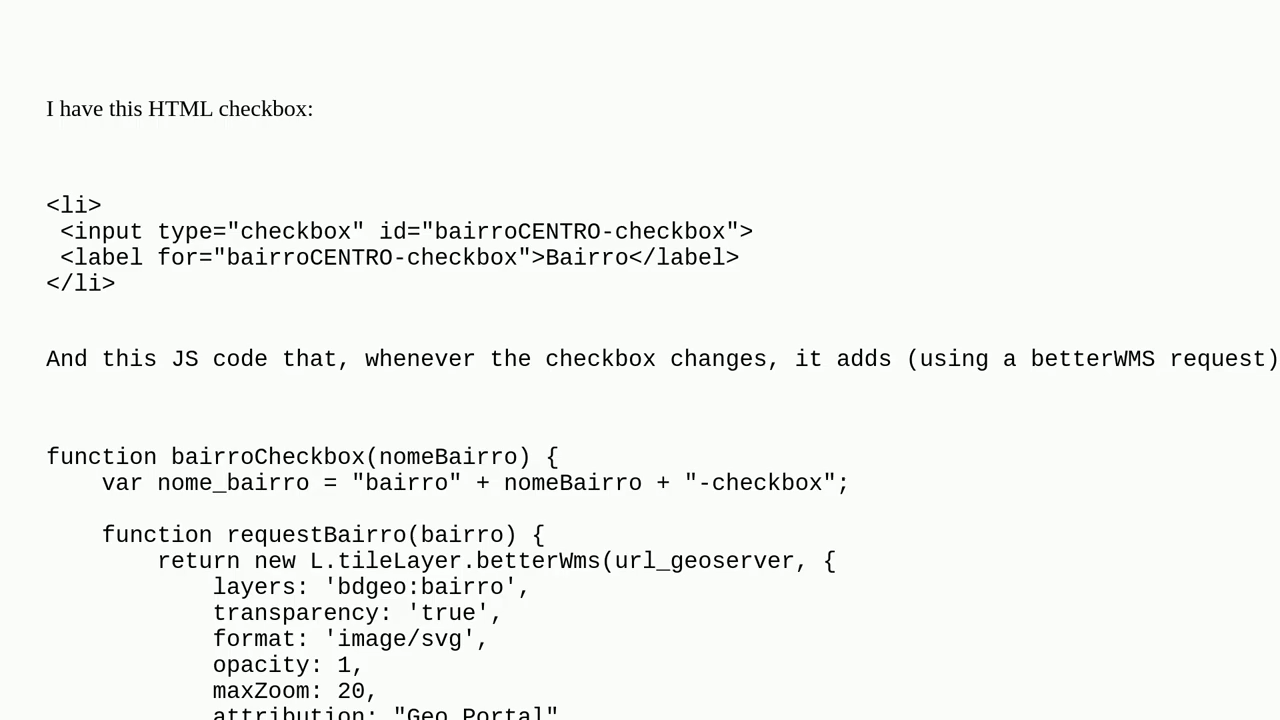 I have this HTML checkbox:
<li>
 <input type="checkbox" id="bairroCENTRO-checkbox">
 <label for="bairroCENTRO-checkbox">Bairro</label>
</li>
And this JS code that, whenever the checkbox changes, it adds (using a betterWMS request)
function bairroCheckbox(nomeBairro) {
    var nome_bairro = "bairro" + nomeBairro + "-checkbox";
    function requestBairro(bairro) {
        return new L.tileLayer.betterWms(url_geoserver, {
            layers: 'bdgeo:bairro',
            transparency: 'true',
            format: 'image/svg',
            opacity: 1,
            maxZoom: 20,
            attribution: "Geo Portal"